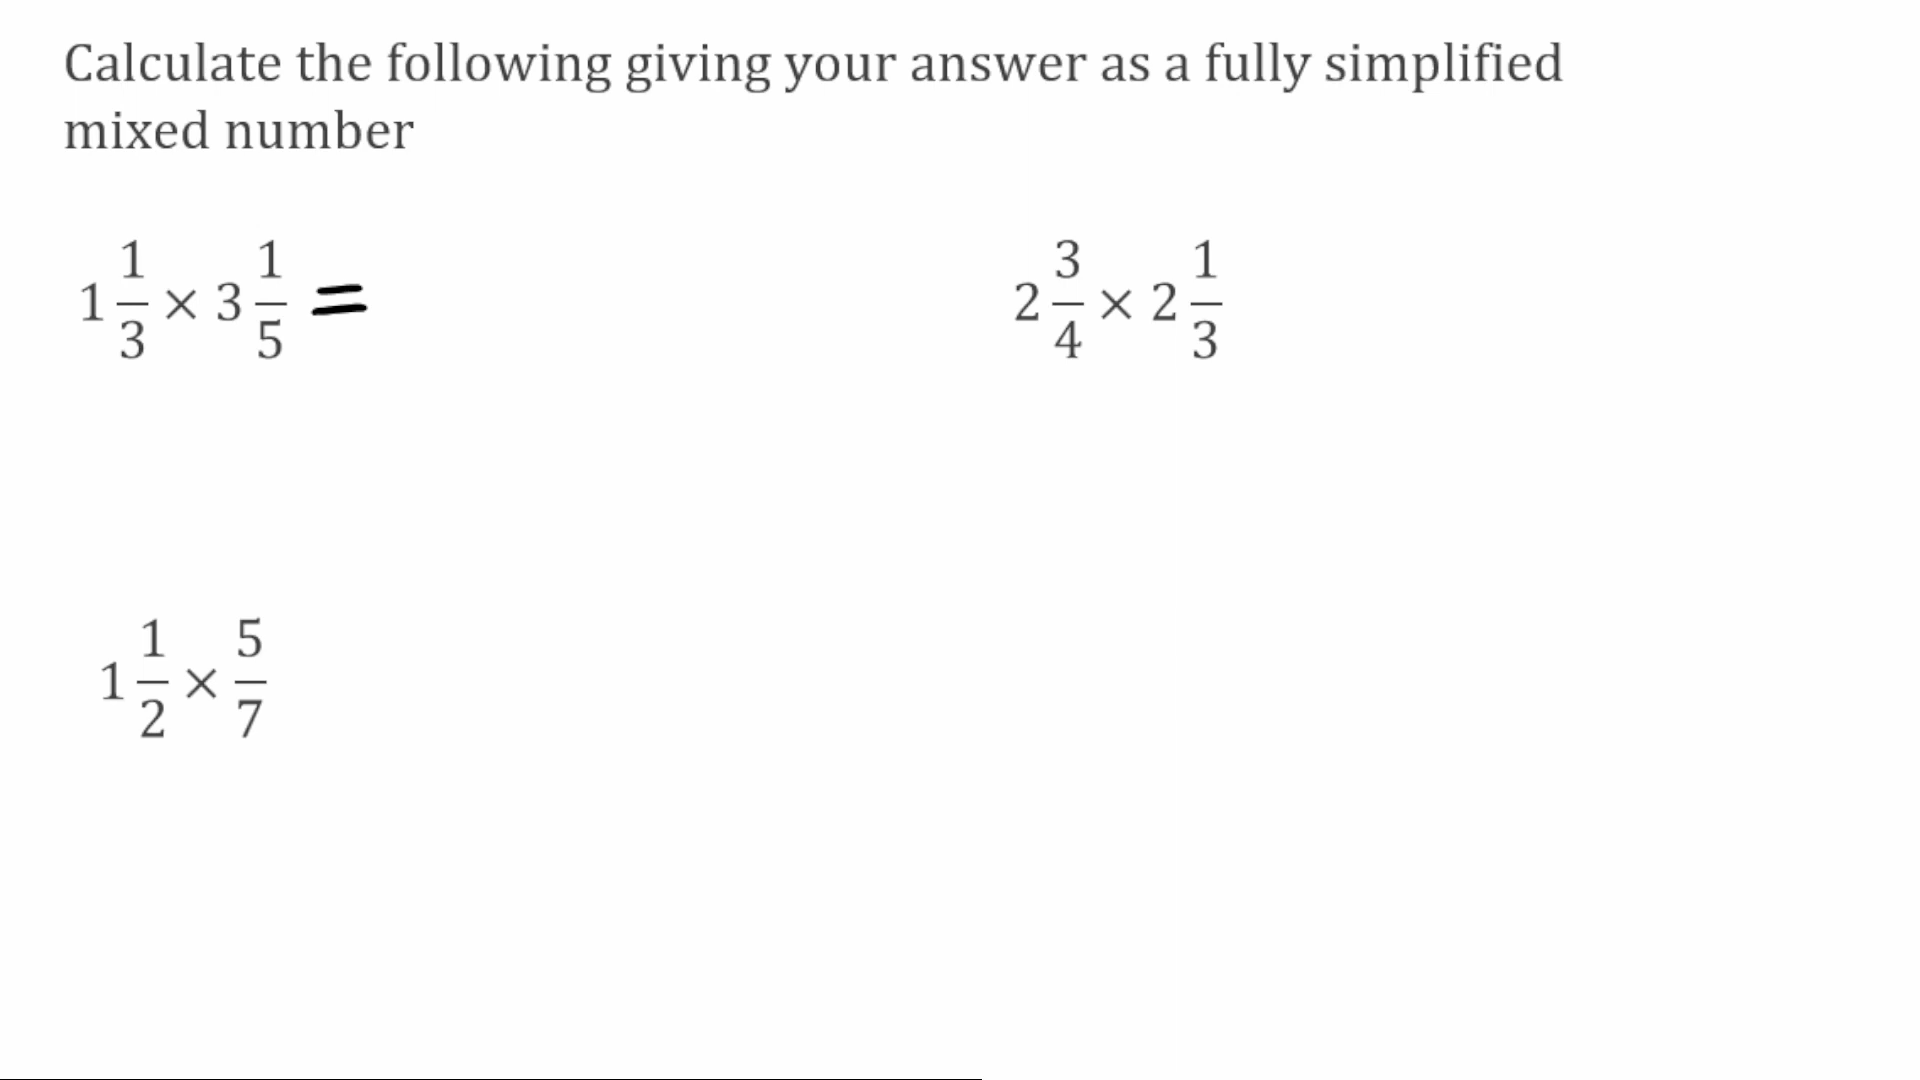 Calculate the following giving your answer as a fully simplified
mixed number
1 1/3 × 3 1/5 =
2 3/4 × 2 1/3
1 1/2 × 5/7